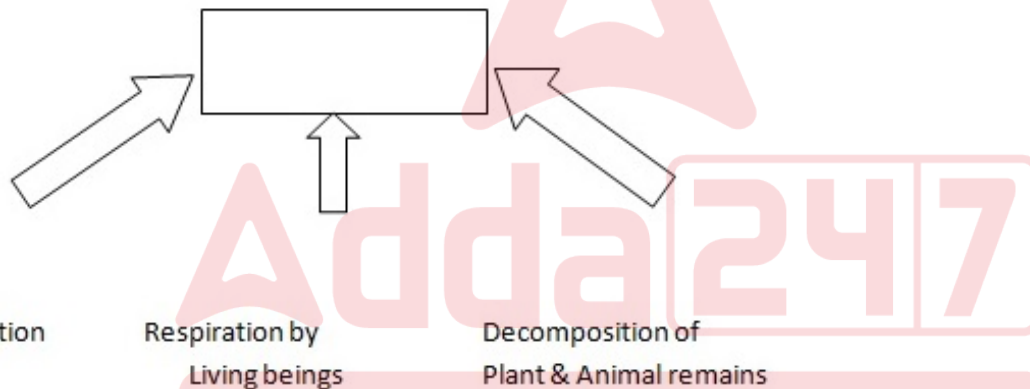 Adda247
tion Respiration by Decomposition of
Living beings Plant & Animal remains